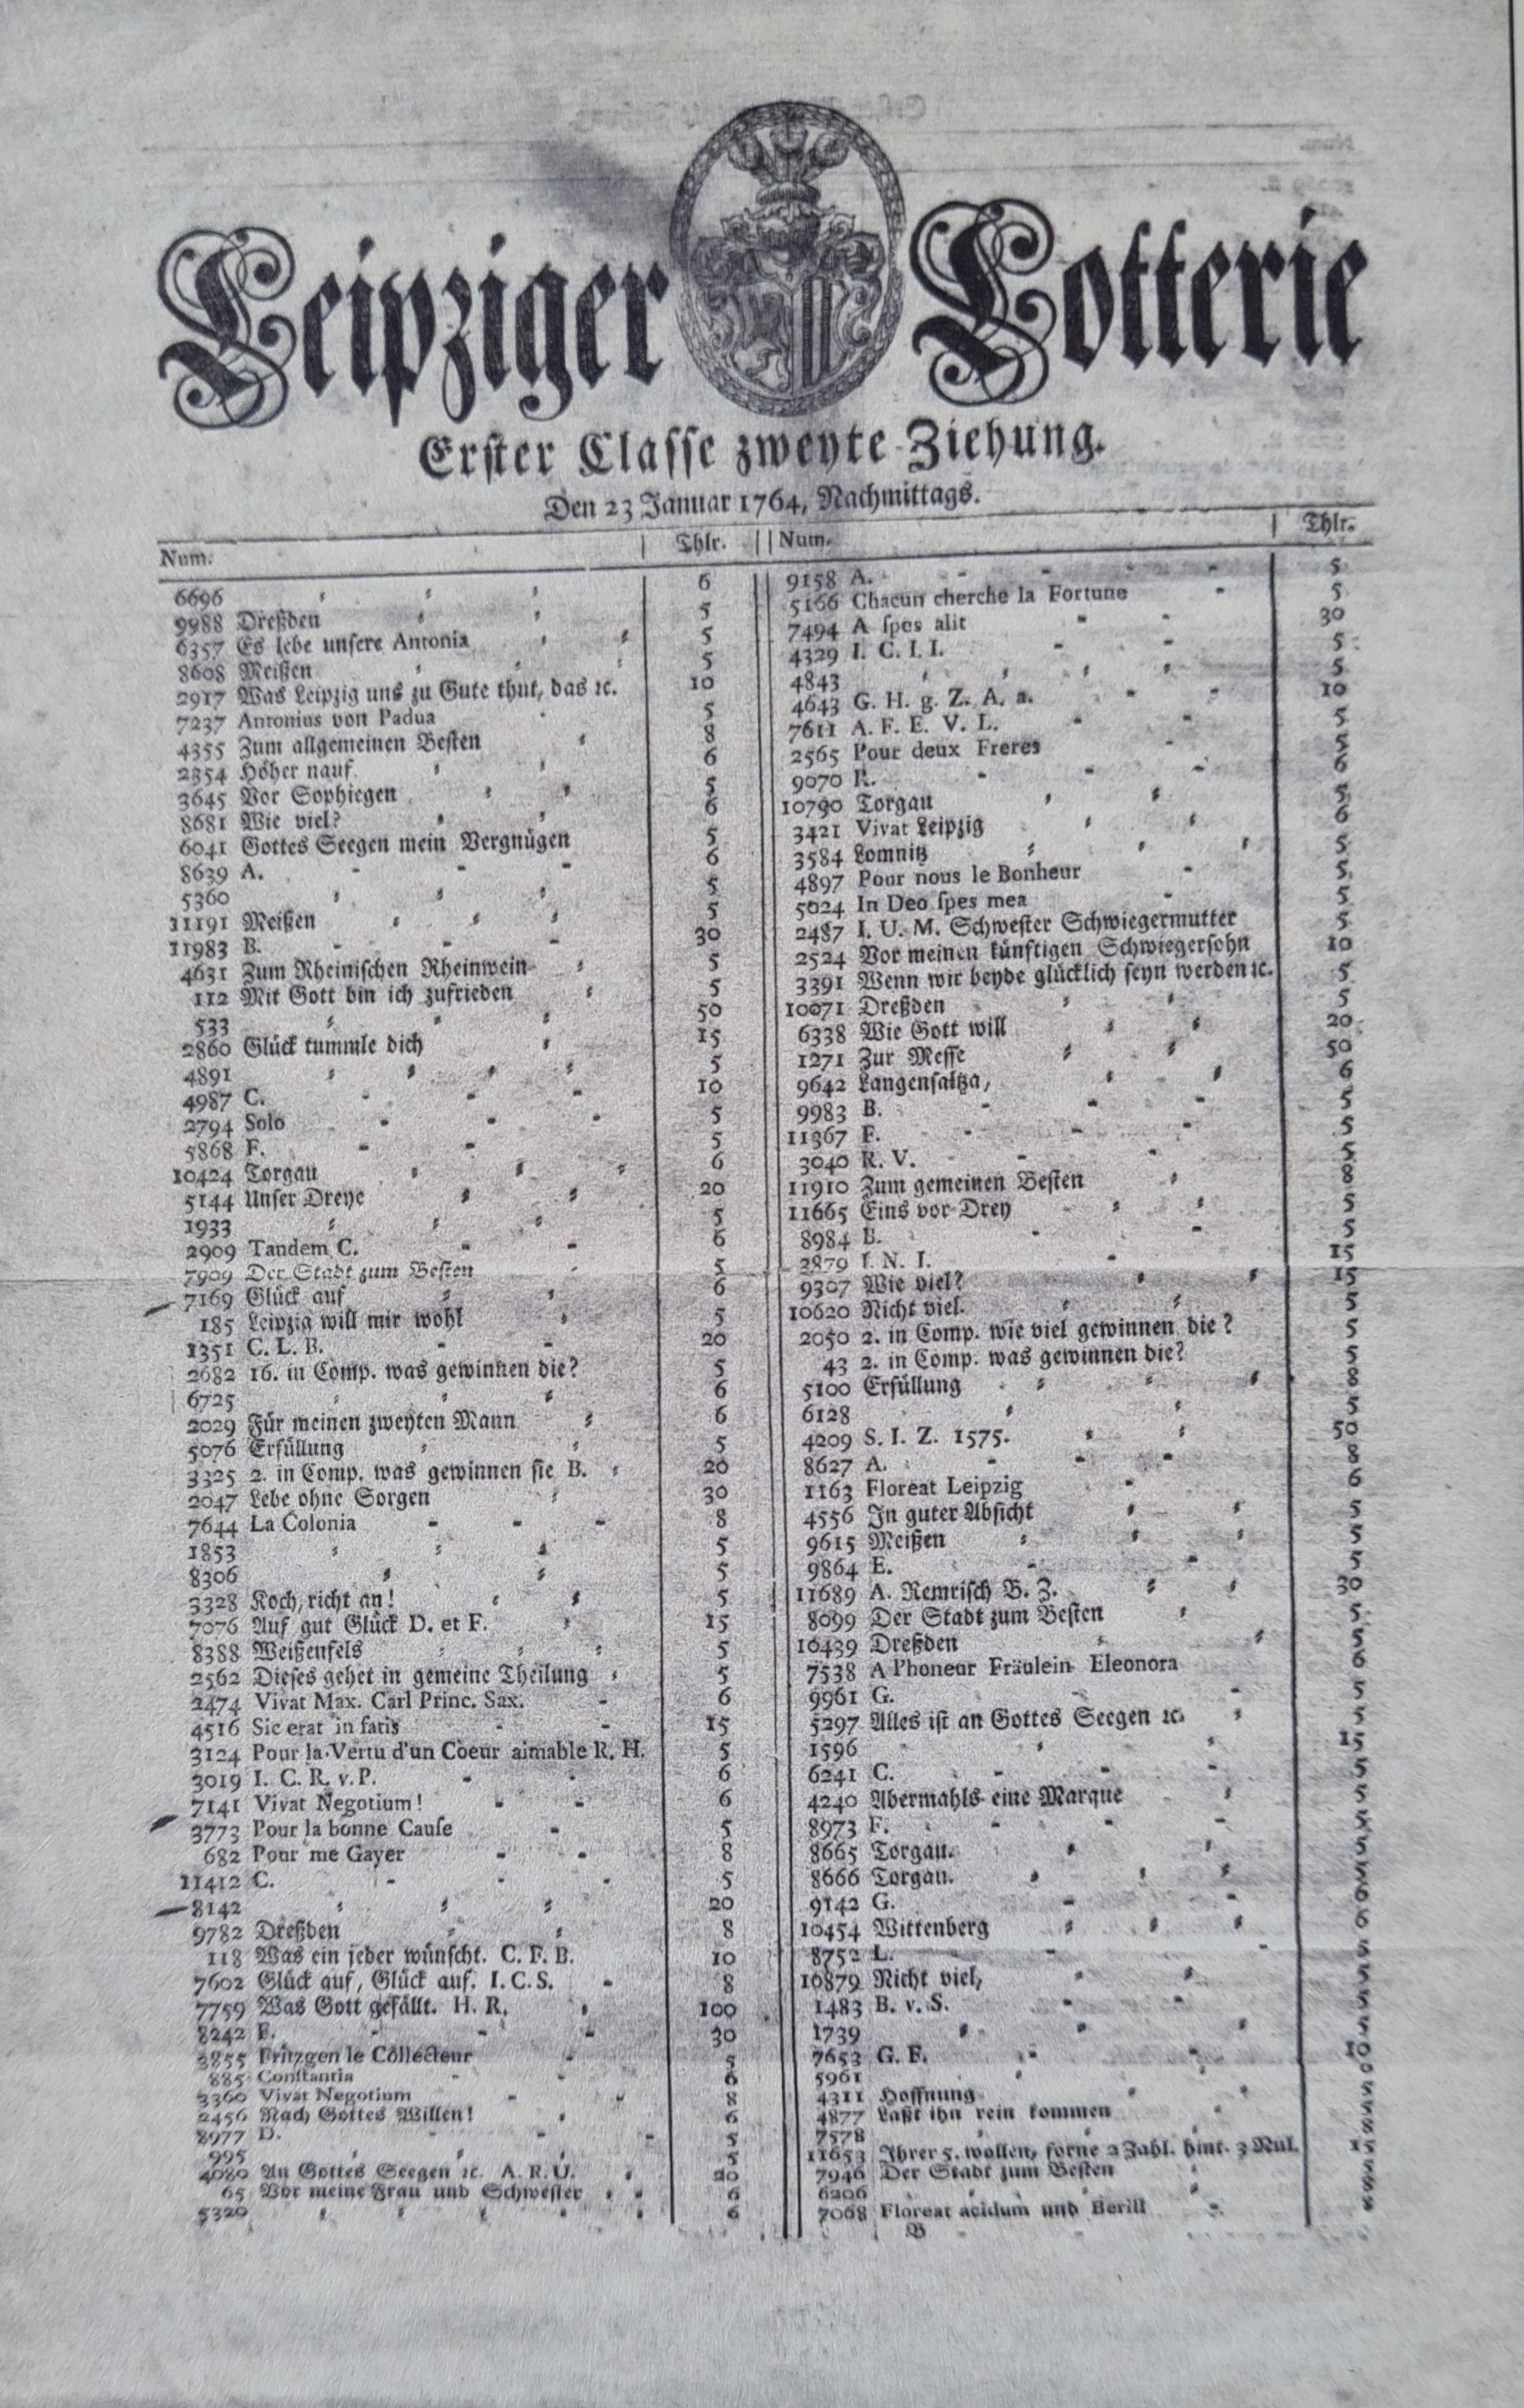 Leipziger Lotterie
Erster Classe zweyte Ziehung.
Den 23 Januar 1764, Nachmittags.
Num. Thlr.
6696 6
9988 Dreßden 5
6357 Es lebe unsere Antonia 5
8608 Meißen 5
2917 Was Leipzig uns zu Gute thut, das ꝛc. 10
7237 Antonius von Padua 5
4355 Zum allgemeinen Besten 8
2354 Höher nauf 6
3645 Vor Sophiegen 5
8681 Wie viel? 6
6041 Gottes Seegen mein Vergnügen 5
8639 A. 6
5360 5
11191 Meißen 5
11983 B. 30
4631 Zum Rheinischen Rheinwein 5
112 Mit Gott bin ich zufrieden 5
533 50
2860 Glück tummle dich 15
4891 5
4987 C. 10
2794 Solo 5
5868 F. 5
10424 Torgau 6
5144 Unser Dreye 20
1933 5
2909 Tandem C. 6
7909 Der Stadt zum Besten 5
7169 Glück auf 6
185 Leipzig will mir wohl 5
1351 C. L. B. 20
2682 16. in Comp. was gewinnen die? 5
6725 6
2029 Für meinen zweyten Mann 6
5076 Erfüllung 5
3325 2. in Comp. was gewinnen sie B. 20
2047 Lebe ohne Sorgen 30
7644 La Colonia 8
1853 5
8306 5
3328 Koch, richt an! 5
7076 Auf gut Glück D. et F. 15
8388 Weißenfels 5
2562 Dieses gehet in gemeine Theilung 5
2474 Vivat Max. Carl Princ. Sax. 6
4516 Sic erat in fatis 15
3124 Pour la Vertu d'un Coeur aimable R. H. 5
3019 I. C. R. v. P. 6
7141 Vivat Negotium! 6
3773 Pour la bonne Cause 5
682 Pour me Gayer 8
11412 C. 5
8142 20
9782 Dreßden 8
118 Was ein jeder wünscht. C. F. B. 10
7602 Glück auf, Glück auf. I. C. S. 8
7759 Was Gott gefällt. H. R. 100
8242 F. 30
3855 Fritzgen le Collecteur 5
885 Constantia 6
3360 Vivat Negotium 8
2456 Nach Gottes Willen! 6
8977 D. 5
995 5
4080 An Gottes Seegen ꝛc. A. R. U. 20
65 Vor meine Frau und Schwester 6
5320 6
Num. Thlr.
9158 A. 5
5166 Chacun cherche la Fortune 5
7494 A spes alit 30
4329 I. C. I. I. 5
4843 5
4643 G. H. g. Z. A. a. 10
7611 A. F. E. V. L. 5
2565 Pour deux Freres 5
9070 R. 6
10790 Torgau 5
3421 Vivat Leipzig 6
3584 Lomnitz 5
4897 Pour nous le Bonheur 5
5024 In Deo spes mea 5
2487 I. U. M. Schwester Schwiegermutter 5
2524 Vor meinen künftigen Schwiegersohn 10
3391 Wenn wir beyde glücklich seyn werden ꝛc. 5
10071 Dreßden 5
6338 Wie Gott will 20
1271 Zur Messe 50
9642 Langensaltza, 6
9983 B. 5
11367 F. 5
3040 R. V. 5
11910 Zum gemeinen Besten 8
11665 Eins vor Drey 5
8984 B. 5
2879 I. N. I. 15
9307 Wie viel? 15
10620 Nicht viel. 5
2050 2. in Comp. wie viel gewinnen die? 5
43 2. in Comp. was gewinnen die? 5
5100 Erfüllung 8
6128 5
4209 S. I. Z. 1575. 50
8627 A. 8
1163 Floreat Leipzig 6
4556 In guter Absicht 5
9615 Meißen 5
9864 E. 5
11689 A. Remrisch B. Z. 30
8099 Der Stadt zum Besten 5
10439 Dreßden 5
7538 A l'honeur Fräulein Eleonora 6
9961 G. 5
5297 Alles ist an Gottes Seegen ꝛc. 5
1596 15
6241 C. 5
4240 Abermahls eine Marque 5
8973 F. 5
8665 Torgau. 5
8666 Torgau. 5
9142 G. 6
10454 Wittenberg 6
8752 L. 5
10879 Nicht viel, 5
1483 B. v. S. 5
1739 5
7653 G. F. 10
5961
4311 Hoffnung 5
4877 Laßt ihn rein kommen 5
7578 8
11653 Ihrer 5. wollen, forne 2 Zahl. hint. 3 Nul. 15
7946 Der Stadt zum Besten 5
6206 8
7068 Floreat acidum und Berill 8
B